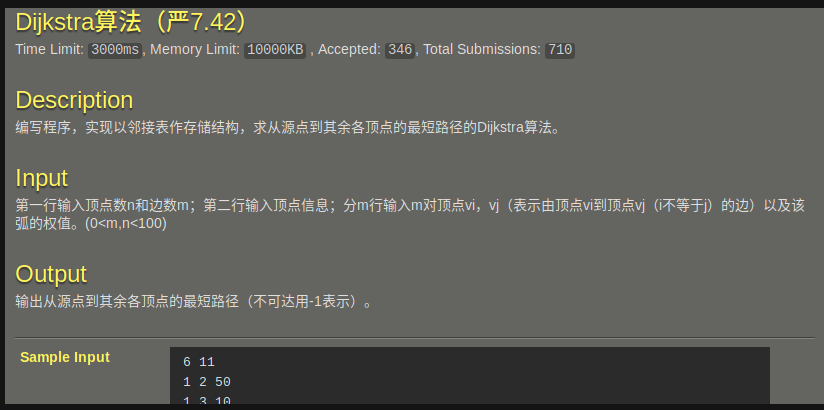 Dijkstra算法（严7.42）
Time Limit: 3000ms, Memory Limit: 10000KB , Accepted: 346, Total Submissions: 710
Description
编写程序，实现以邻接表作存储结构，求从源点到其余各顶点的最短路径的Dijkstra算法。
Input
第一行输入顶点数n和边数m；第二行输入顶点信息；分m行输入m对顶点vi，vj（表示由顶点vi到顶点vj（i不等于j）的边）以及该
弧的权值。(0<m,n<100)
Output
输出从源点到其余各顶点的最短路径（不可达用-1表示）。
Sample Input
6 11
1 2 50
1 3 10